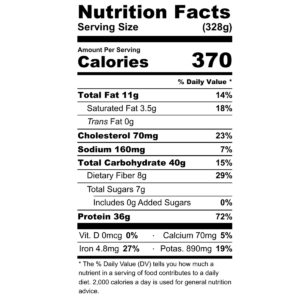 Nutrition Facts
Serving Size (328g)
Amount Per Serving
Calories 370
% Daily Value *
Total Fat 11g 14%
Saturated Fat 3.5g 18%
Trans Fat 0g
Cholesterol 70mg 23%
Sodium 160mg 7%
Total Carbohydrate 40g 15%
Dietary Fiber 8g 29%
Total Sugars 7g
Includes 0g Added Sugars 0%
Protein 36g 72%
Vit. D 0mcg 0% · Calcium 70mg 5%
Iron 4.8mg 27% · Potas. 890mg 19%
* The % Daily Value (DV) tells you how much a
nutrient in a serving of food contributes to a daily
diet. 2,000 calories a day is used for general nutrition
advice.